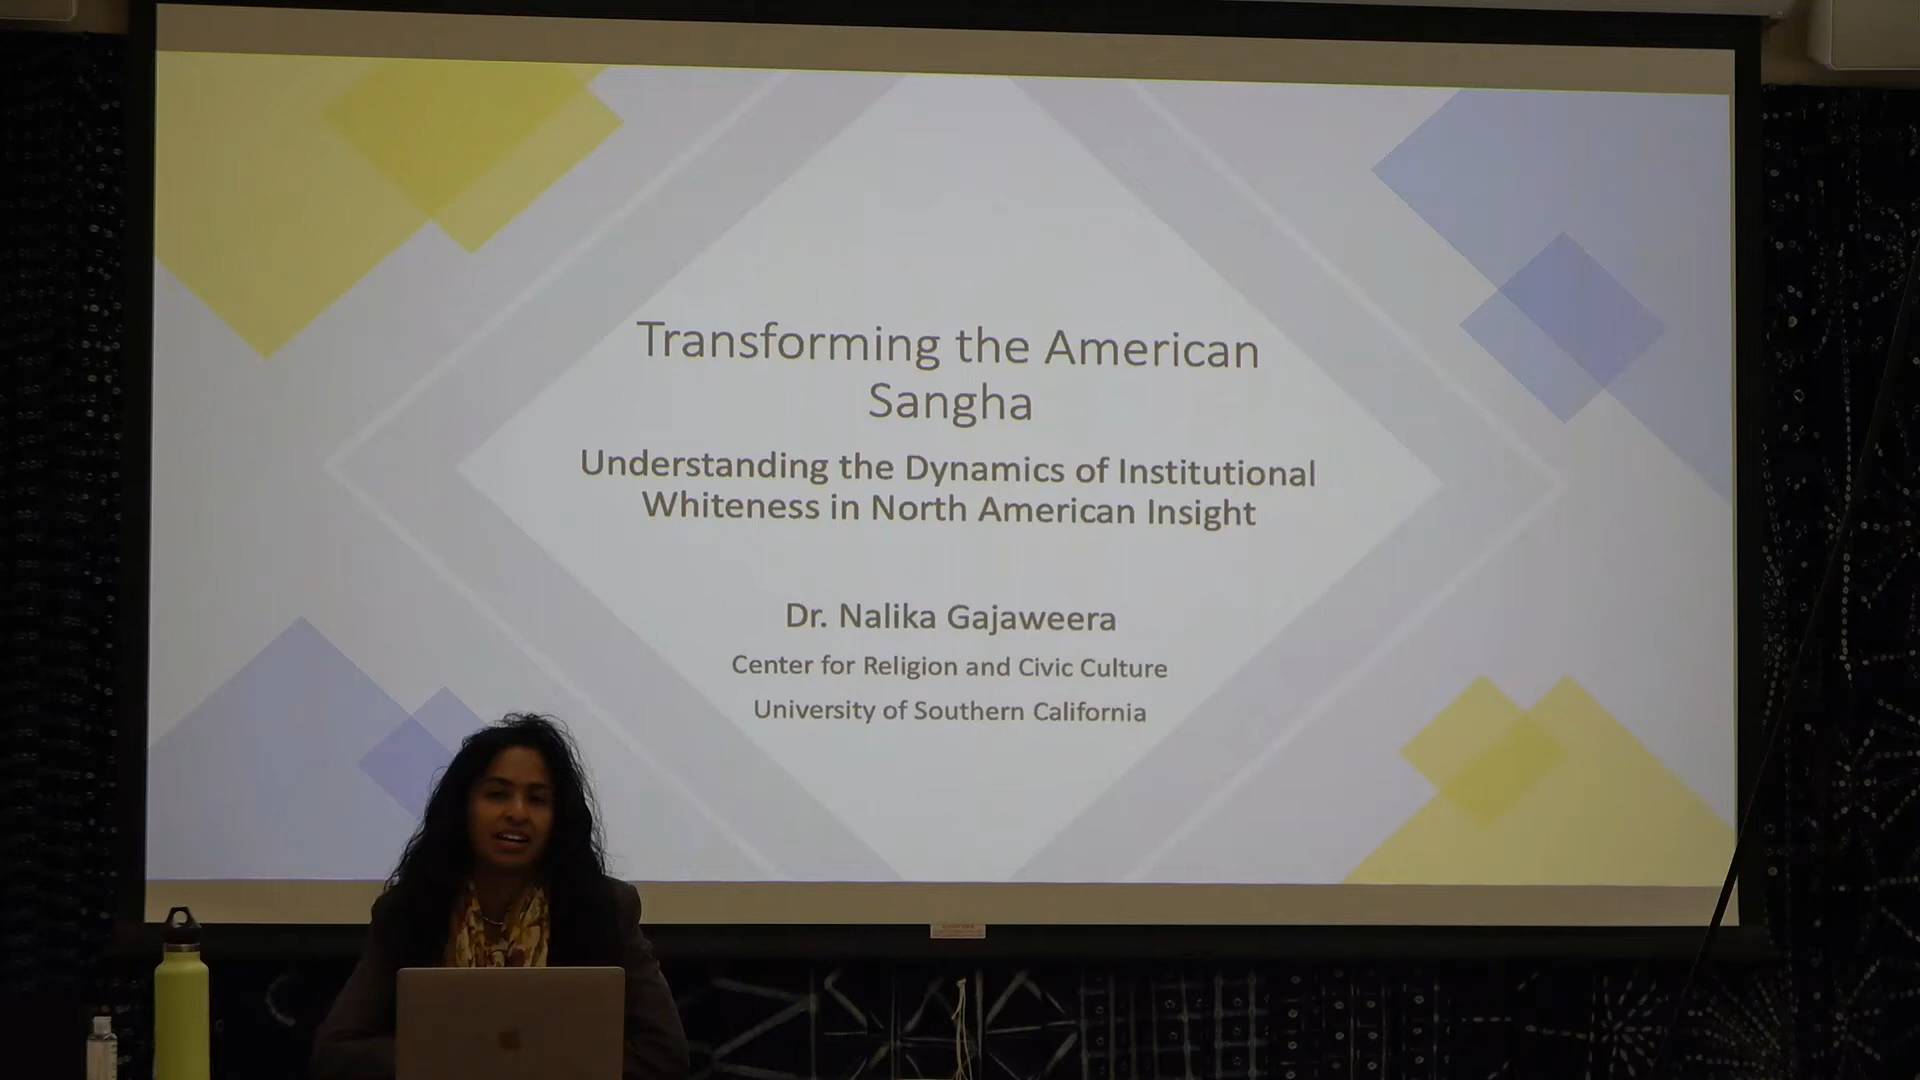 Transforming the American
Sangha
Understanding the Dynamics of Institutional
Whiteness in North American Insight
Dr. Nalika Gajaweera
Center for Religion and Civic Culture
University of Southern California